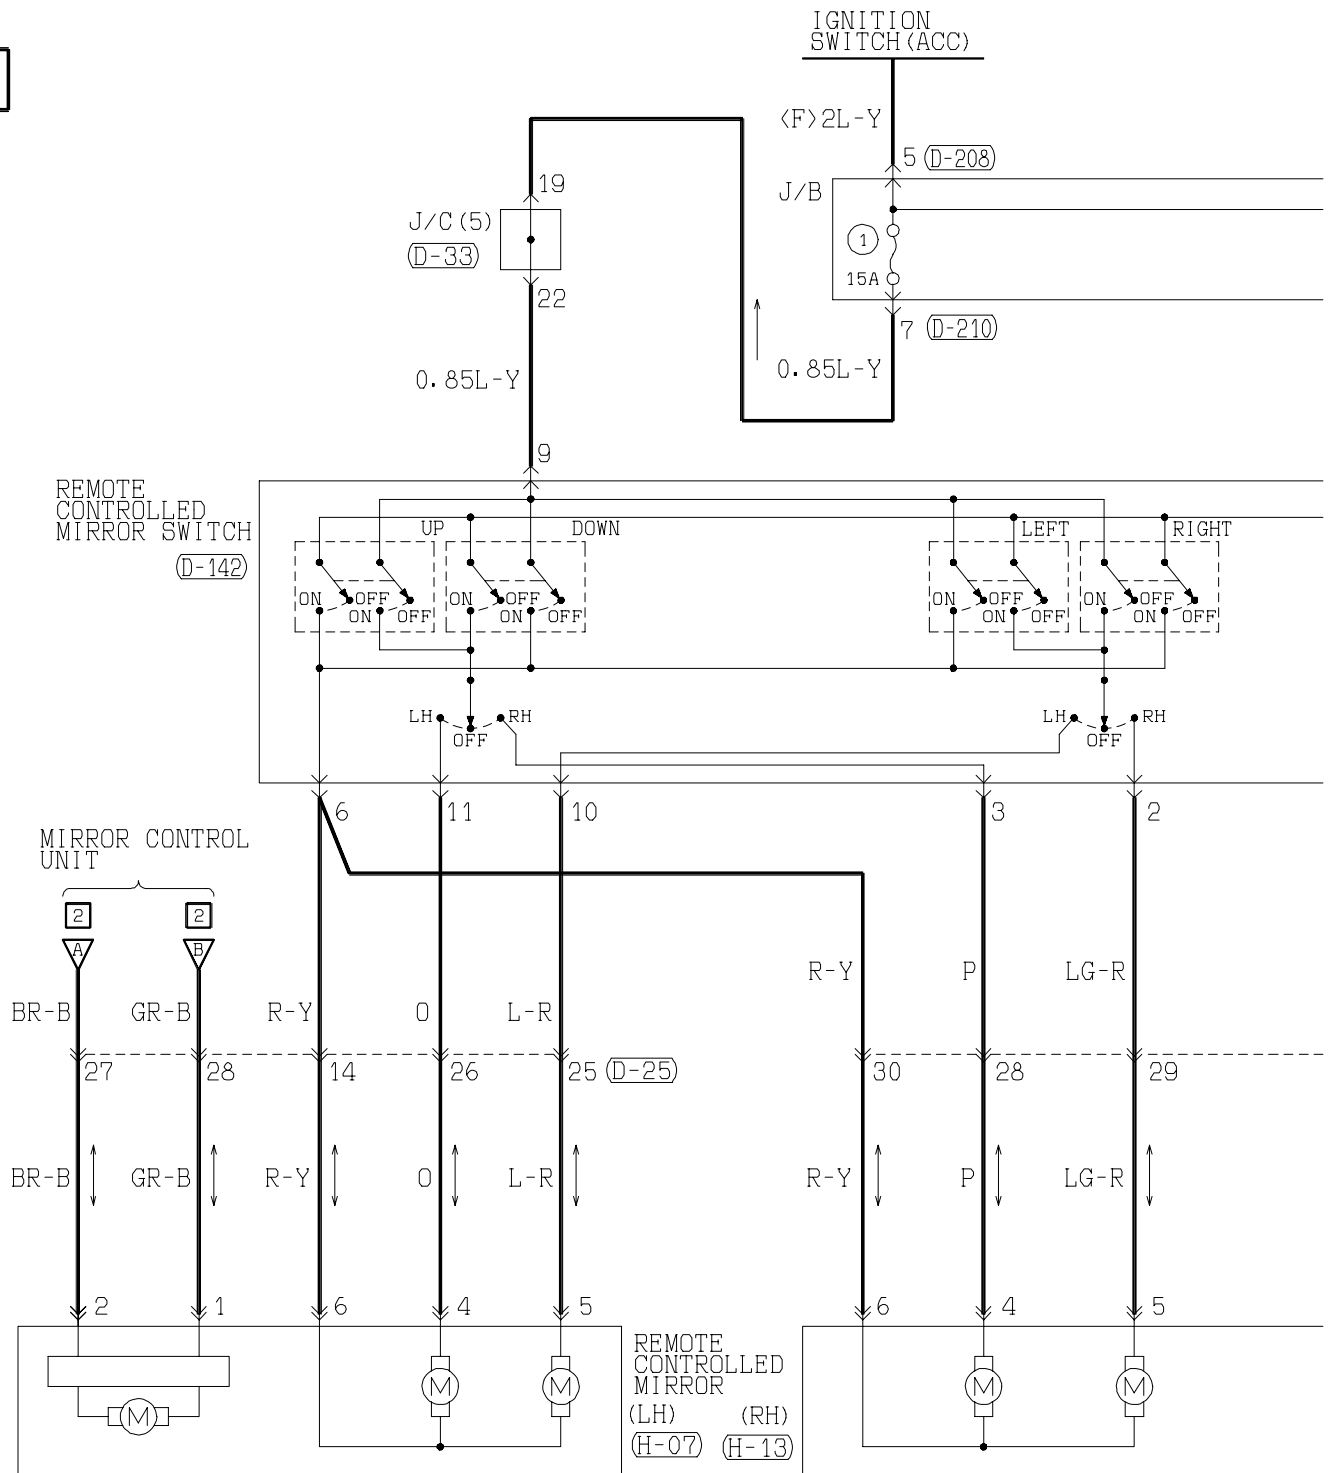 IGNITION
SWITCH(ACC)
<F>2L-Y
5 (D-208)
J/B
19
J/C(5)
(D-33)
1
15A
22
7 (D-210)
0.85L-Y
0.85L-Y
9
REMOTE
CONTROLLED
MIRROR SWITCH
(D-142)
UP DOWN LEFT RIGHT
ON OFF ON OFF ON OFF ON OFF
ON OFF ON OFF ON OFF ON OFF
LH RH LH RH
OFF OFF
6 11 10 3 2
MIRROR CONTROL
UNIT
2 2
A B
R-Y P LG-R
BR-B GR-B R-Y O L-R
27 28 14 26 25 (D-25) 30 28 29
BR-B GR-B R-Y O L-R R-Y P LG-R
2 1 6 4 5 6 4 5
REMOTE
CONTROLLED
MIRROR
M M M M M
(LH) (RH)
(H-07) (H-13)